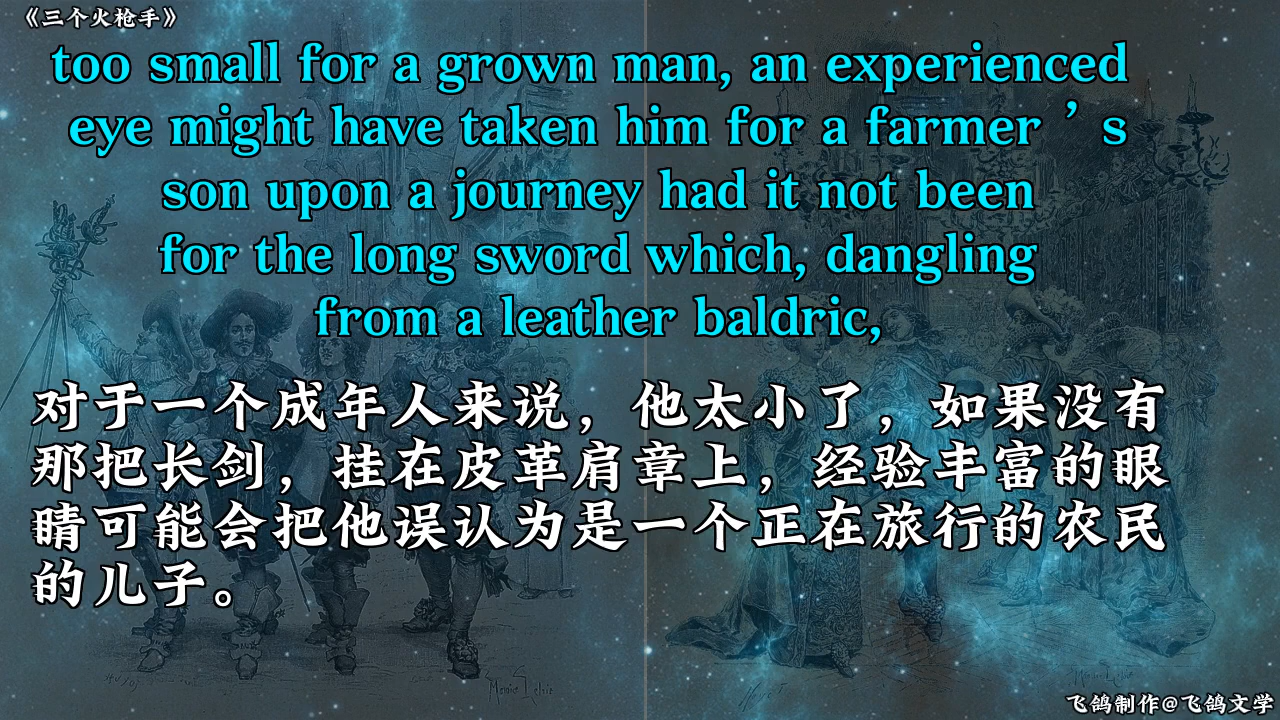 《三个火枪手》
too small for a grown man, an experienced
eye might have taken him for a farmer ’ s
son upon a journey had it not been
for the long sword which, dangling
from a leather baldric,
对于一个成年人来说，他太小了，如果没有
那把长剑，挂在皮革肩章上，经验丰富的眼
睛可能会把他误认为是一个正在旅行的农民
的儿子。
飞鸽制作@飞鸽文学